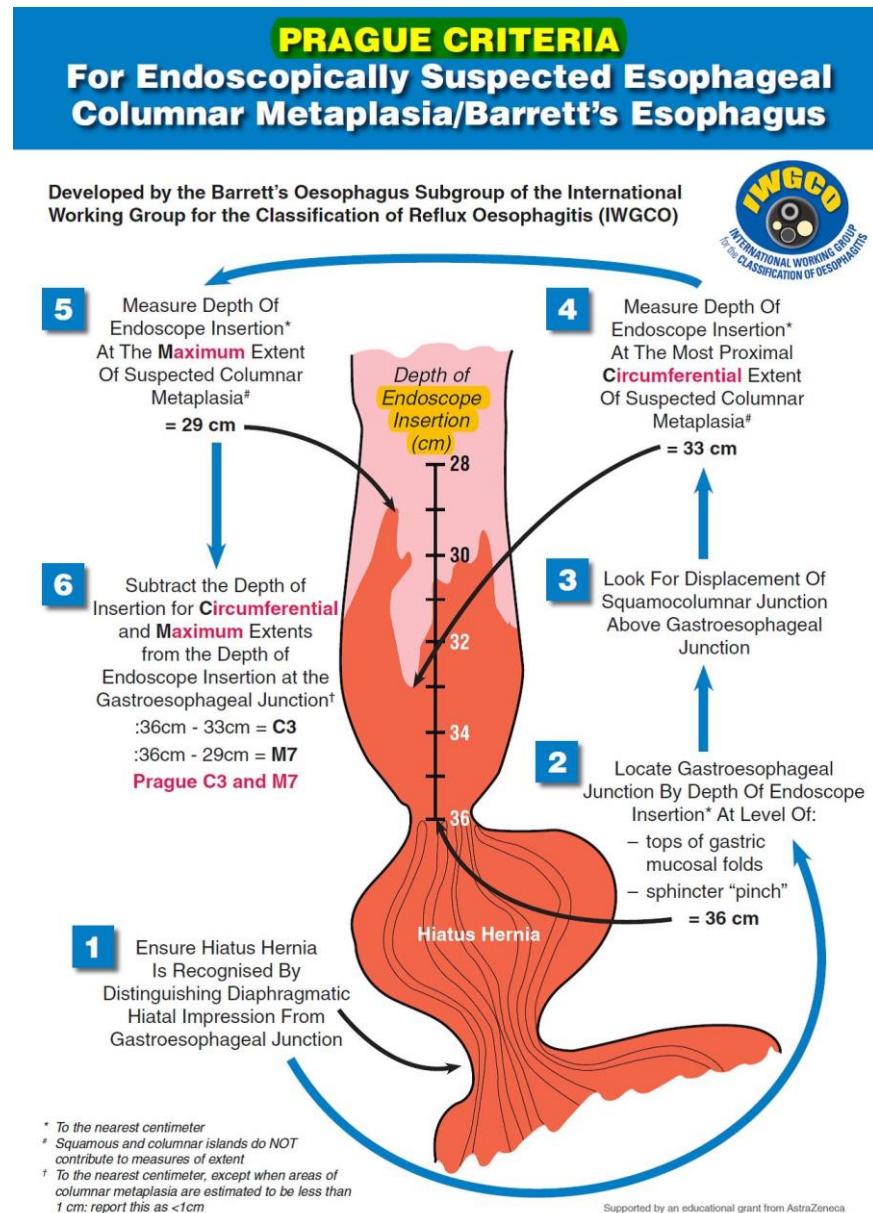 PRAGUE CRITERIA
For Endoscopically Suspected Esophageal
Columnar Metaplasia/Barrett's Esophagus
Developed by the Barrett's Oesophagus Subgroup of the International
Working Group for the Classification of Reflux Oesophagitis (IWGCO)
IWGCO
INTERNATIONAL WORKING GROUP
for the CLASSIFICATION OF OESOPHAGITIS
1
Ensure Hiatus Hernia
Is Recognised By
Distinguishing Diaphragmatic
Hiatal Impression From
Gastroesophageal Junction
2
Locate Gastroesophageal
Junction By Depth Of Endoscope
Insertion* At Level Of:
– tops of gastric
mucosal folds
– sphincter "pinch"
= 36 cm
3
Look For Displacement Of
Squamocolumnar Junction
Above Gastroesophageal
Junction
4
Measure Depth Of
Endoscope Insertion*
At The Most Proximal
Circumferential Extent
Of Suspected Columnar
Metaplasia#
= 33 cm
5
Measure Depth Of
Endoscope Insertion*
At The Maximum Extent
Of Suspected Columnar
Metaplasia#
= 29 cm
6
Subtract the Depth of
Insertion for Circumferential
and Maximum Extents
from the Depth of
Endoscope Insertion at the
Gastroesophageal Junction†
:36cm - 33cm = C3
:36cm - 29cm = M7
Prague C3 and M7
Depth of
Endoscope
Insertion
(cm)
28
30
32
34
36
Hiatus Hernia
* To the nearest centimeter
# Squamous and columnar islands do NOT
contribute to measures of extent
† To the nearest centimeter, except when areas of
columnar metaplasia are estimated to be less than
1 cm: report this as <1cm
Supported by an educational grant from AstraZeneca